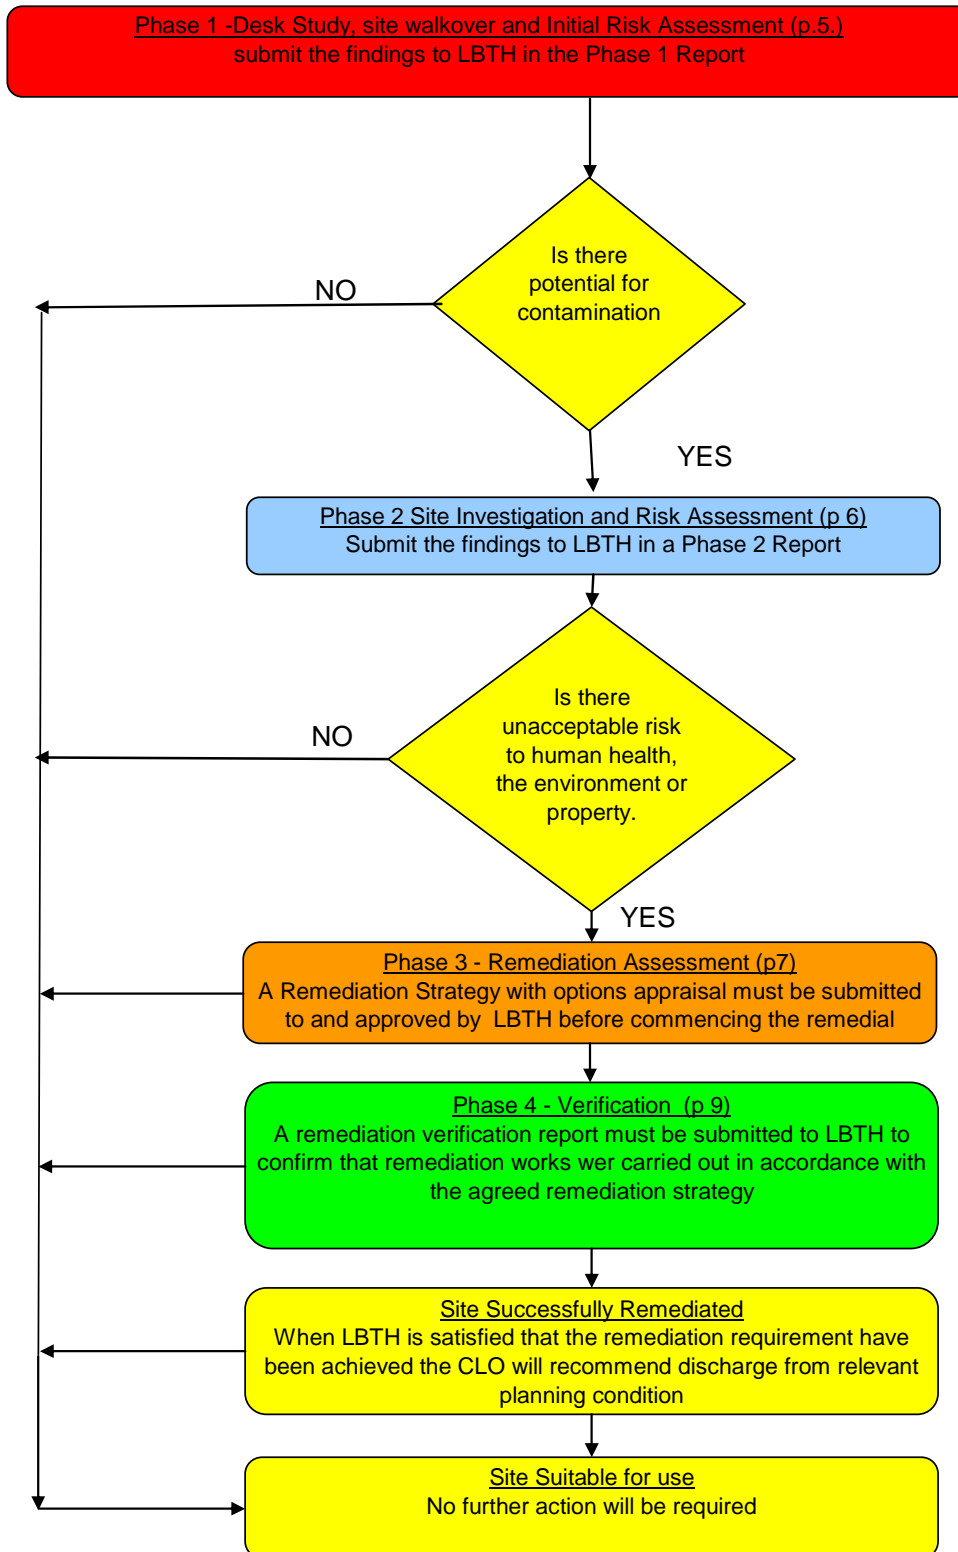 Phase 1 -Desk Study, site walkover and Initial Risk Assessment (p.5.)
submit the findings to LBTH in the Phase 1 Report
Is there
potential for
contamination
NO
YES
Phase 2 Site Investigation and Risk Assessment (p 6)
Submit the findings to LBTH in a Phase 2 Report
Is there
unacceptable risk
to human health,
the environment or
property.
NO
YES
Phase 3 - Remediation Assessment (p7)
A Remediation Strategy with options appraisal must be submitted
to and approved by LBTH before commencing the remedial
Phase 4 - Verification (p 9)
A remediation verification report must be submitted to LBTH to
confirm that remediation works wer carried out in accordance with
the agreed remediation strategy
Site Successfully Remediated
When LBTH is satisfied that the remediation requirement have
been achieved the CLO will recommend discharge from relevant
planning condition
Site Suitable for use
No further action will be required